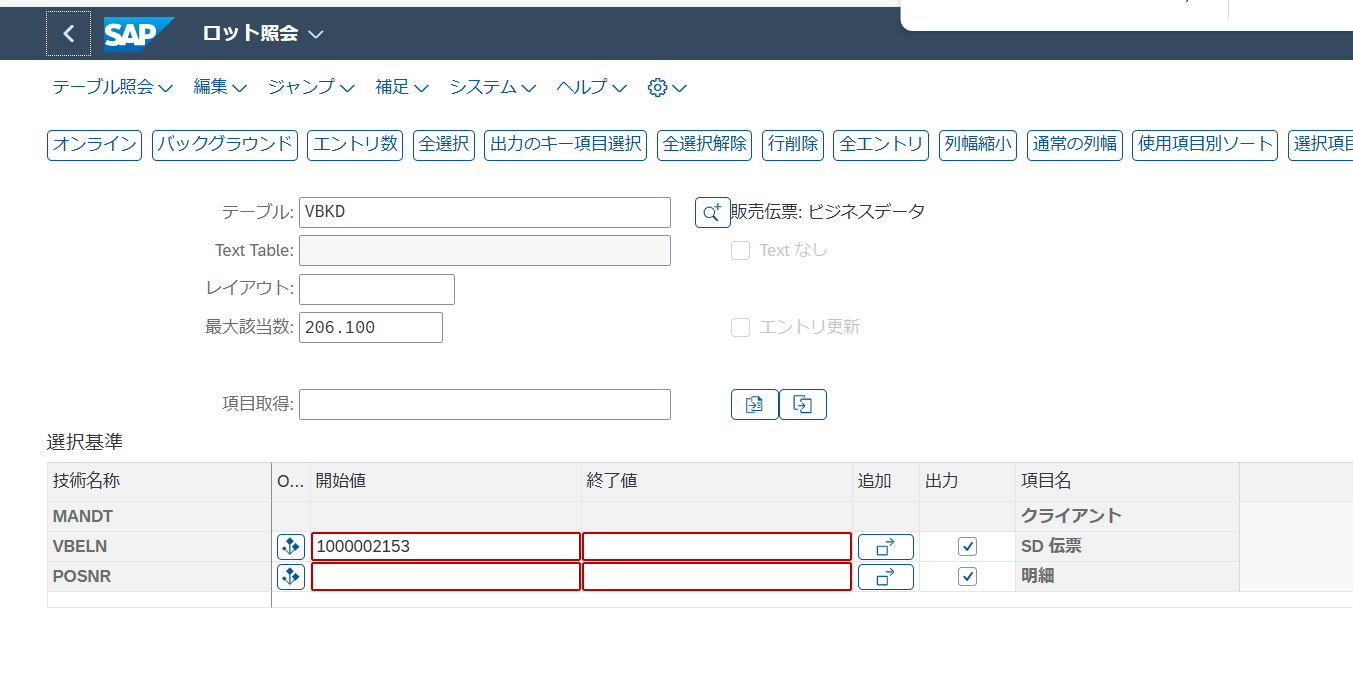 SAP ロット照会
テーブル照会 編集 ジャンプ 補足 システム ヘルプ
オンライン バックグラウンド エントリ数 全選択 出力のキー項目選択 全選択解除 行削除 全エントリ 列幅縮小 通常の列幅 使用項目別ソート 選択項目
テーブル: VBKD 販売伝票: ビジネスデータ
Text Table: Text なし
レイアウト:
最大該当数: 206.100 エントリ更新
項目取得:
選択基準
技術名称 O... 開始値 終了値 追加 出力 項目名
MANDT クライアント
VBELN 1000002153 SD 伝票
POSNR 明細